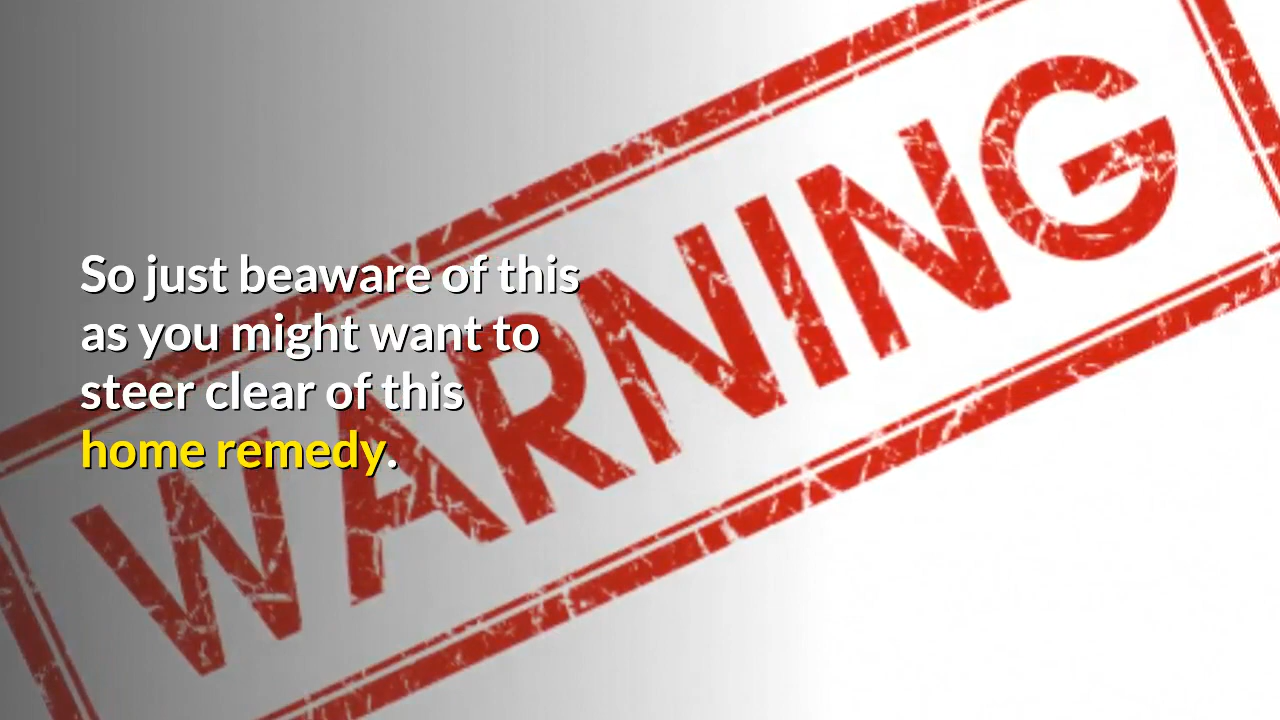 WARNING
So just beaware of this
as you might want to
steer clear of this
home remedy.